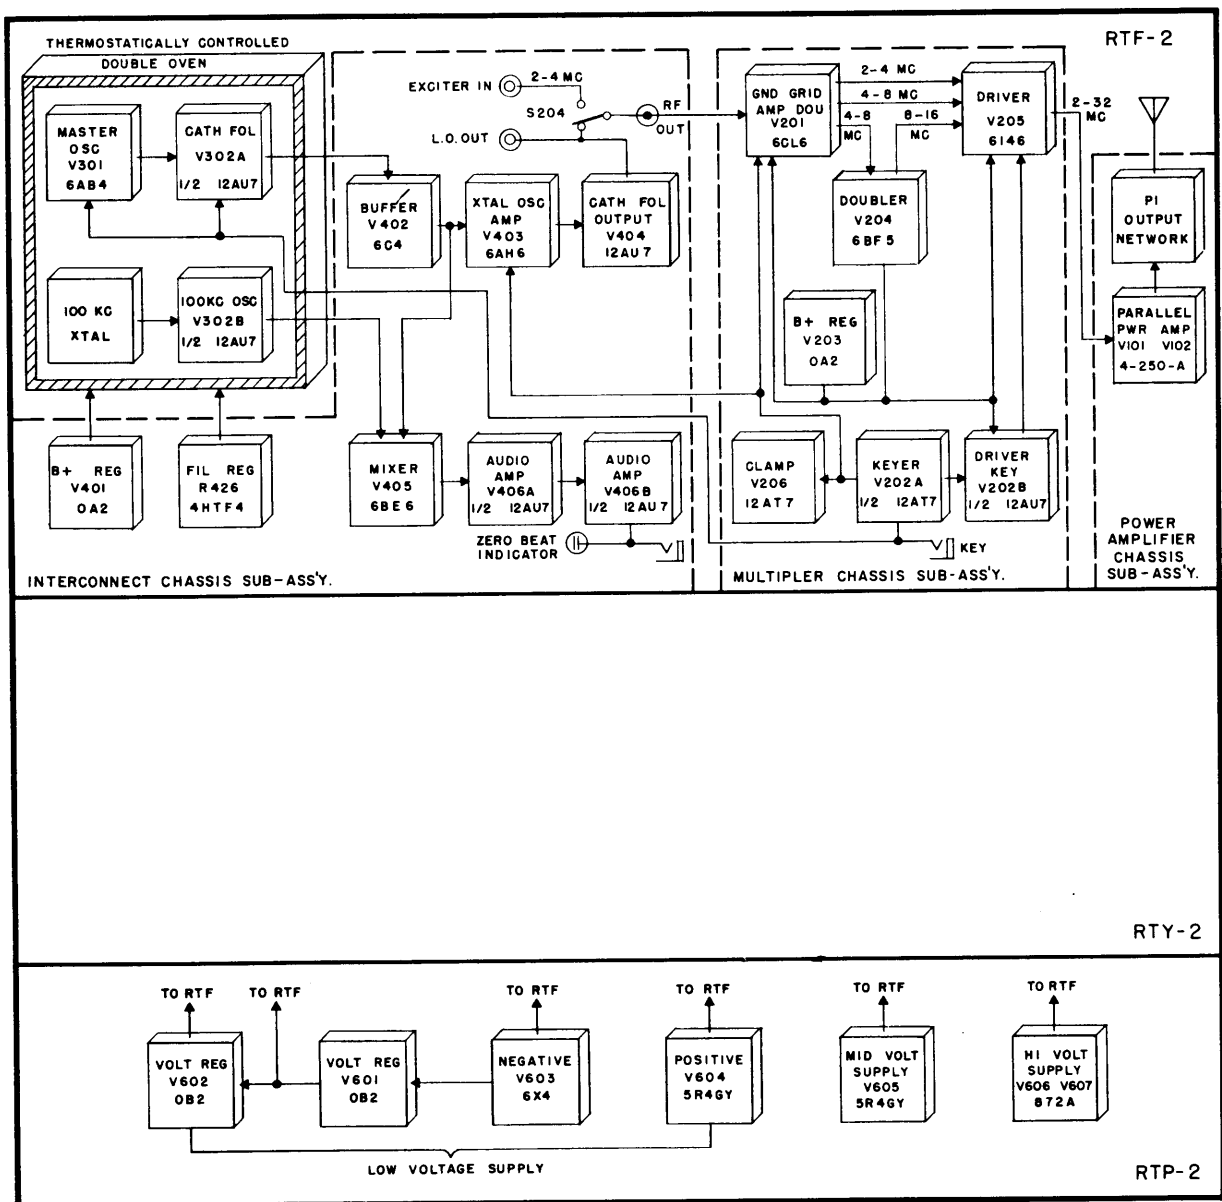 RTF-2
THERMOSTATICALLY CONTROLLED
DOUBLE OVEN
MASTER
OSC
V301
6AB4
CATH FOL
V302A
1/2 12AU7
100 KC
XTAL
100KC OSC
V302B
1/2 12AU7
B+ REG
V401
OA2
FIL REG
R426
4HTF4
INTERCONNECT CHASSIS SUB-ASS'Y.
EXCITER IN
2-4 MC
S204
L.O. OUT
RF
OUT
BUFFER
V402
6C4
XTAL OSC
AMP
V403
6AH6
CATH FOL
OUTPUT
V404
12AU7
MIXER
V405
6BE6
AUDIO
AMP
V406A
1/2 12AU7
AUDIO
AMP
V406B
1/2 12AU7
ZERO BEAT
INDICATOR
GND GRID
AMP DOU
V201
6CL6
2-4 MC
4-8 MC
4-8
MC
8-16
MC
DRIVER
V205
6146
2-32
MC
DOUBLER
V204
6BF5
B+ REG
V203
OA2
CLAMP
V206
12AT7
KEYER
V202A
1/2 12AT7
DRIVER
KEY
V202B
1/2 12AU7
KEY
MULTIPLER CHASSIS SUB-ASS'Y.
PI
OUTPUT
NETWORK
PARALLEL
PWR AMP
V101 V102
4-250-A
POWER
AMPLIFIER
CHASSIS
SUB-ASS'Y.
RTY-2
TO RTF
TO RTF
TO RTF
TO RTF
TO RTF
TO RTF
VOLT REG
V602
OB2
VOLT REG
V601
OB2
NEGATIVE
V603
6X4
POSITIVE
V604
5R4GY
MID VOLT
SUPPLY
V605
5R4GY
HI VOLT
SUPPLY
V606 V607
872A
LOW VOLTAGE SUPPLY
RTP-2